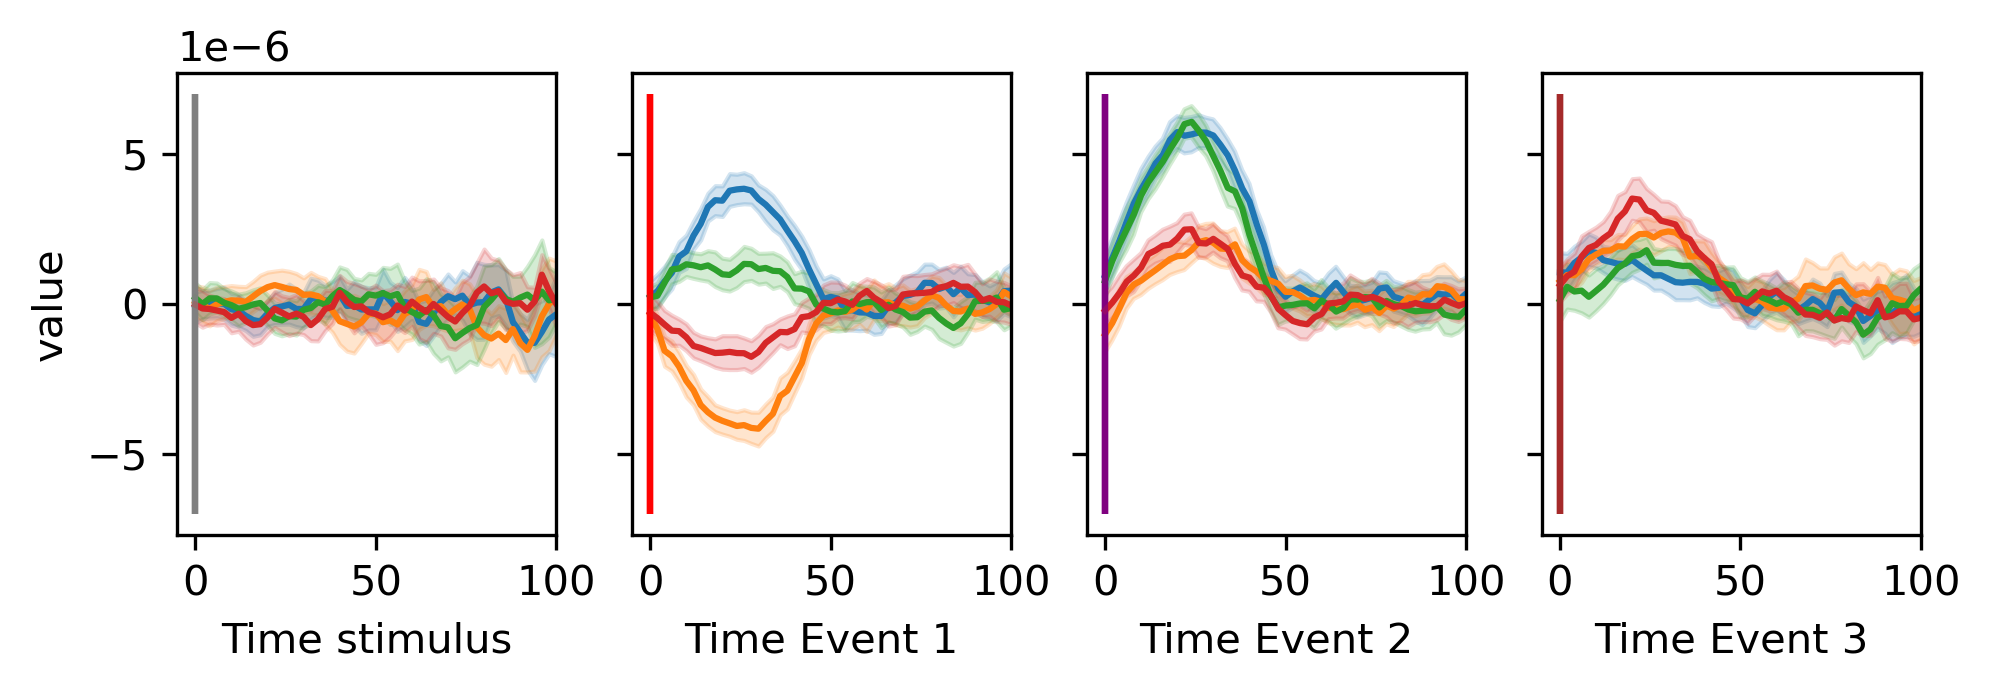 1e−6
value
5
0
−5
0 50 100
Time stimulus
0 50 100
Time Event 1
0 50 100
Time Event 2
0 50 100
Time Event 3